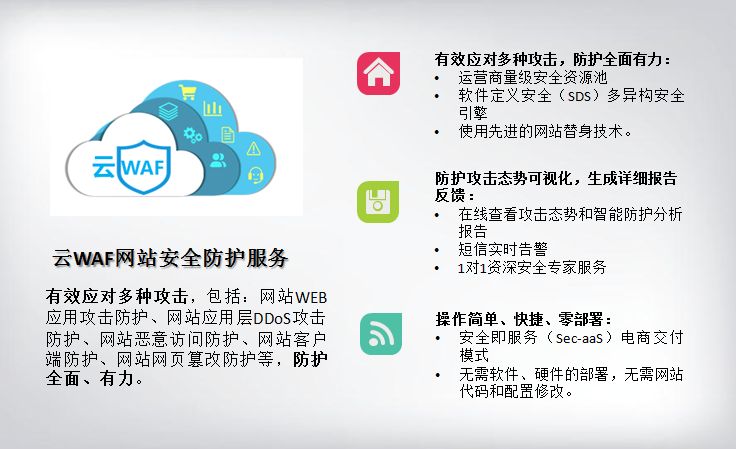 云WAF
云WAF网站安全防护服务
有效应对多种攻击，包括：网站WEB
应用攻击防护、网站应用层DDoS攻击
防护、网站恶意访问防护、网站客户
端防护、网站网页篡改防护等，防护
全面、有力。
有效应对多种攻击，防护全面有力：
• 运营商量级安全资源池
• 软件定义安全（SDS）多异构安全
引擎
• 使用先进的网站替身技术。
防护攻击态势可视化，生成详细报告
反馈：
• 在线查看攻击态势和智能防护分析
报告
• 短信实时告警
• 1对1资深安全专家服务
操作简单、快捷、零部署：
• 安全即服务（Sec-aaS）电商交付
模式
• 无需软件、硬件的部署，无需网站
代码和配置修改。